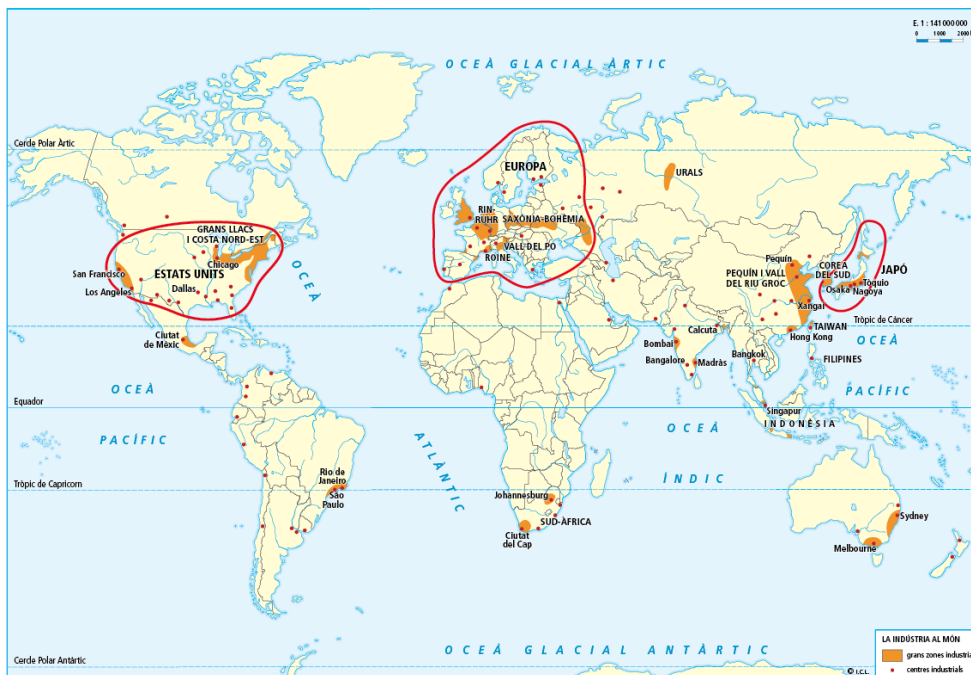 E. 1 : 141 000 000
0 1000 2000
OCEÀ GLACIAL ÀRTIC
Cercle Polar Àrtic
EUROPA
URALS
RIN-
RUHR
SAXÒNIA-BOHÈMIA
GRANS LLACS
I COSTA NORD-EST
VALL DEL PO
ROINE
Chicago
San Francisco
ESTATS UNITS
Los Angeles
Dallas
OCEÀ
Pequín
PEQUÍN I VALL
DEL RIU GROC
COREA
DEL SUD
JAPÓ
Tòquio
Osaka
Nagoya
Xangai
Tròpic de Càncer
TAIWAN
OCEÀ
Hong Kong
Ciutat
de Mèxic
Calcuta
Bombai
Bangalore
Madràs
Bangkok
FILIPINES
OCEÀ
PACÍFIC
Equador
Singapur
INDONÈSIA
OCEÀ
PACÍFIC
ATLÀNTIC
ÍNDIC
Rio de
Janeiro
Tròpic de Capricorn
São
Paulo
Johannesburg
SUD-ÀFRICA
Ciutat
del Cap
Sydney
Melbourne
OCEÀ GLACIAL ANTÀRTIC
Cercle Polar Antàrtic
LA INDÚSTRIA AL MÓN
grans zones industria
centres industrials
© I.C.L.